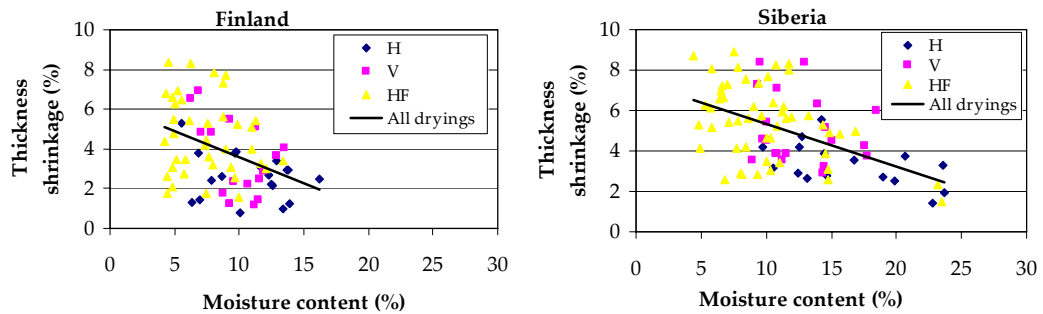 Finland
Thickness
shrinkage (%)
10
8
6
4
2
0
0 5 10 15 20 25 30
Moisture content (%)
H
V
HF
All dryings
Siberia
Thickness
shrinkage (%)
10
8
6
4
2
0
0 5 10 15 20 25 30
Moisture content (%)
H
V
HF
All dryings